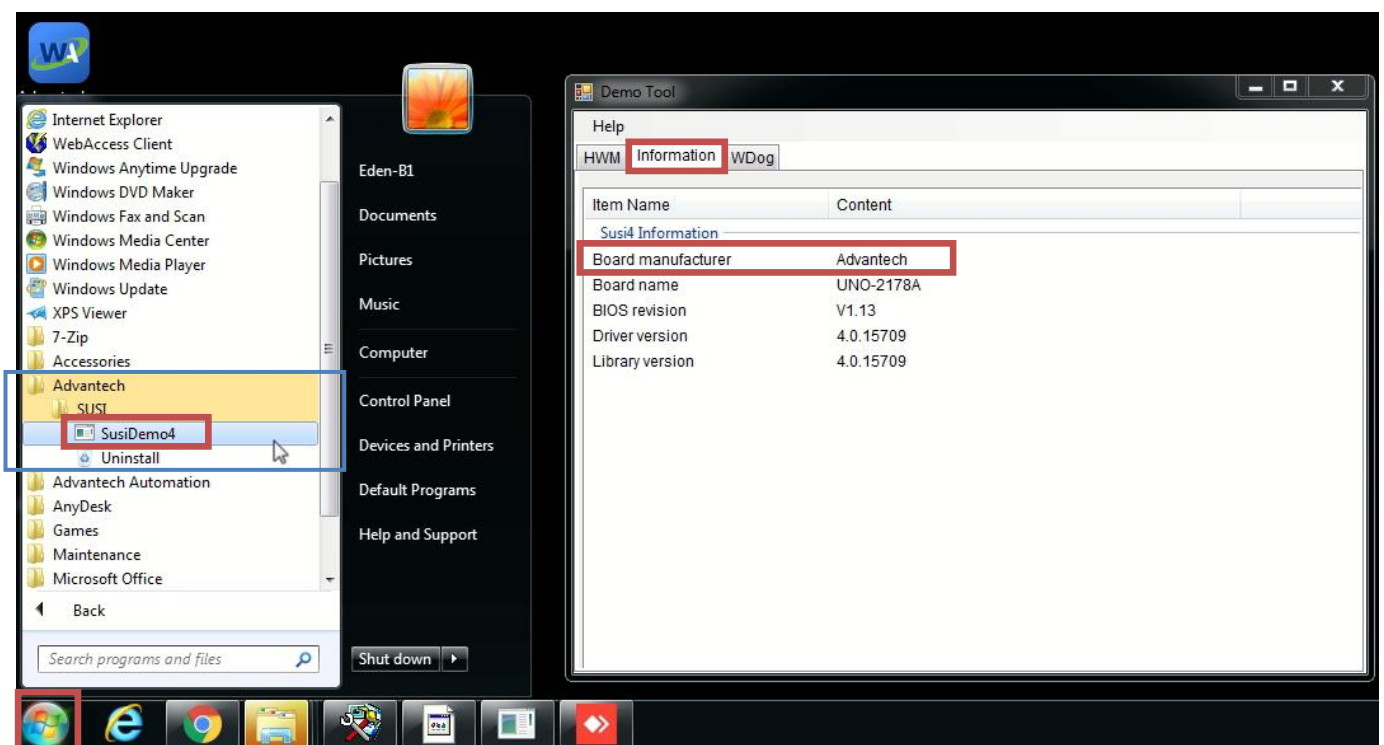 WA
Internet Explorer
WebAccess Client
Windows Anytime Upgrade
Windows DVD Maker
Windows Fax and Scan
Windows Media Center
Windows Media Player
Windows Update
XPS Viewer
7-Zip
Accessories
Advantech
SUSI
SusiDemo4
Uninstall
Advantech Automation
AnyDesk
Games
Maintenance
Microsoft Office
Back
Search programs and files
Eden-B1
Documents
Pictures
Music
Computer
Control Panel
Devices and Printers
Default Programs
Help and Support
Shut down
Demo Tool
Help
HWM Information WDog
Item Name Content
Susi4 Information
Board manufacturer Advantech
Board name UNO-2178A
BIOS revision V1.13
Driver version 4.0.15709
Library version 4.0.15709